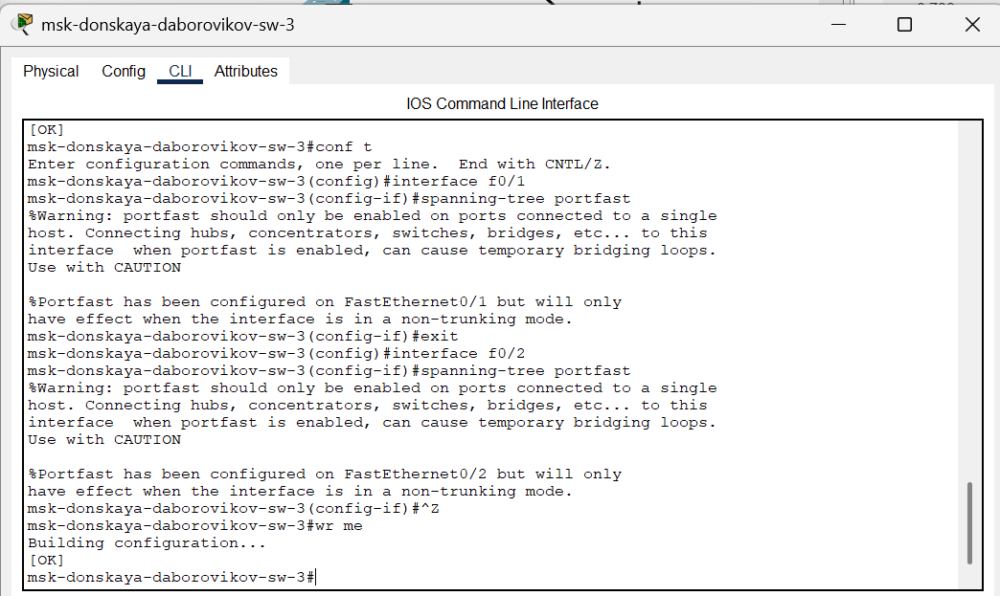 msk-donskaya-daborovikov-sw-3
Physical Config CLI Attributes
IOS Command Line Interface
[OK]
msk-donskaya-daborovikov-sw-3#conf t
Enter configuration commands, one per line.  End with CNTL/Z.
msk-donskaya-daborovikov-sw-3(config)#interface f0/1
msk-donskaya-daborovikov-sw-3(config-if)#spanning-tree portfast
%Warning: portfast should only be enabled on ports connected to a single
host. Connecting hubs, concentrators, switches, bridges, etc... to this
interface  when portfast is enabled, can cause temporary bridging loops.
Use with CAUTION
%Portfast has been configured on FastEthernet0/1 but will only
have effect when the interface is in a non-trunking mode.
msk-donskaya-daborovikov-sw-3(config-if)#exit
msk-donskaya-daborovikov-sw-3(config)#interface f0/2
msk-donskaya-daborovikov-sw-3(config-if)#spanning-tree portfast
%Warning: portfast should only be enabled on ports connected to a single
host. Connecting hubs, concentrators, switches, bridges, etc... to this
interface  when portfast is enabled, can cause temporary bridging loops.
Use with CAUTION
%Portfast has been configured on FastEthernet0/2 but will only
have effect when the interface is in a non-trunking mode.
msk-donskaya-daborovikov-sw-3(config-if)#^Z
msk-donskaya-daborovikov-sw-3#wr me
Building configuration...
[OK]
msk-donskaya-daborovikov-sw-3#